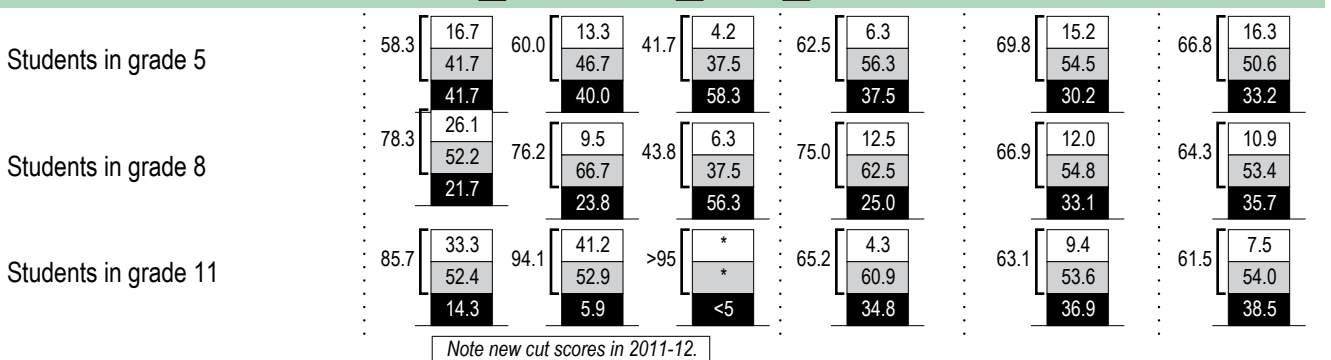 Students in grade 5
58.3 16.7 41.7 41.7
60.0 13.3 46.7 40.0
41.7 4.2 37.5 58.3
62.5 6.3 56.3 37.5
69.8 15.2 54.5 30.2
66.8 16.3 50.6 33.2
Students in grade 8
78.3 26.1 52.2 21.7
76.2 9.5 66.7 23.8
43.8 6.3 37.5 56.3
75.0 12.5 62.5 25.0
66.9 12.0 54.8 33.1
64.3 10.9 53.4 35.7
Students in grade 11
85.7 33.3 52.4 14.3
94.1 41.2 52.9 5.9
>95 * * <5
65.2 4.3 60.9 34.8
63.1 9.4 53.6 36.9
61.5 7.5 54.0 38.5
Note new cut scores in 2011-12.